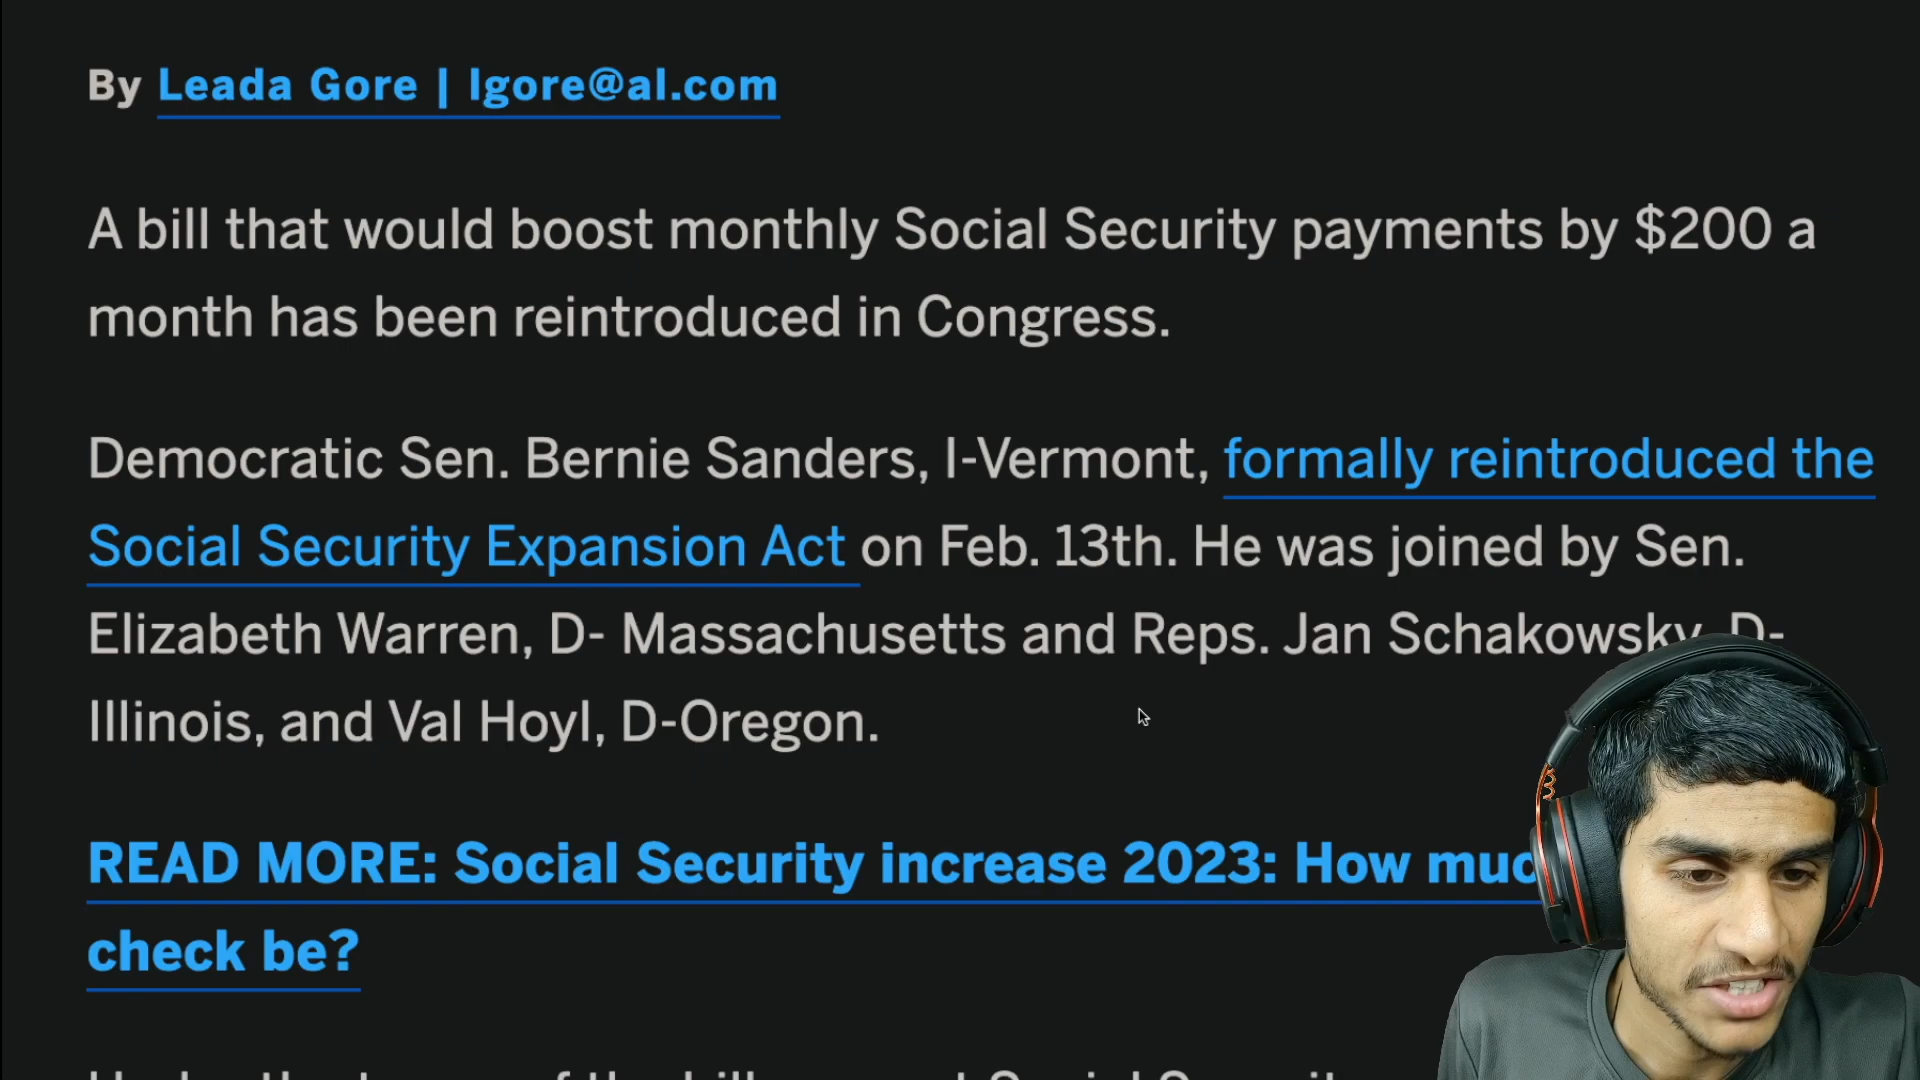 By Leada Gore | lgore@al.com
A bill that would boost monthly Social Security payments by $200 a
month has been reintroduced in Congress.
Democratic Sen. Bernie Sanders, I-Vermont, formally reintroduced the
Social Security Expansion Act on Feb. 13th. He was joined by Sen.
Elizabeth Warren, D- Massachusetts and Reps. Jan Schakowsky, D-
Illinois, and Val Hoyl, D-Oregon.
READ MORE: Social Security increase 2023: How
check be?